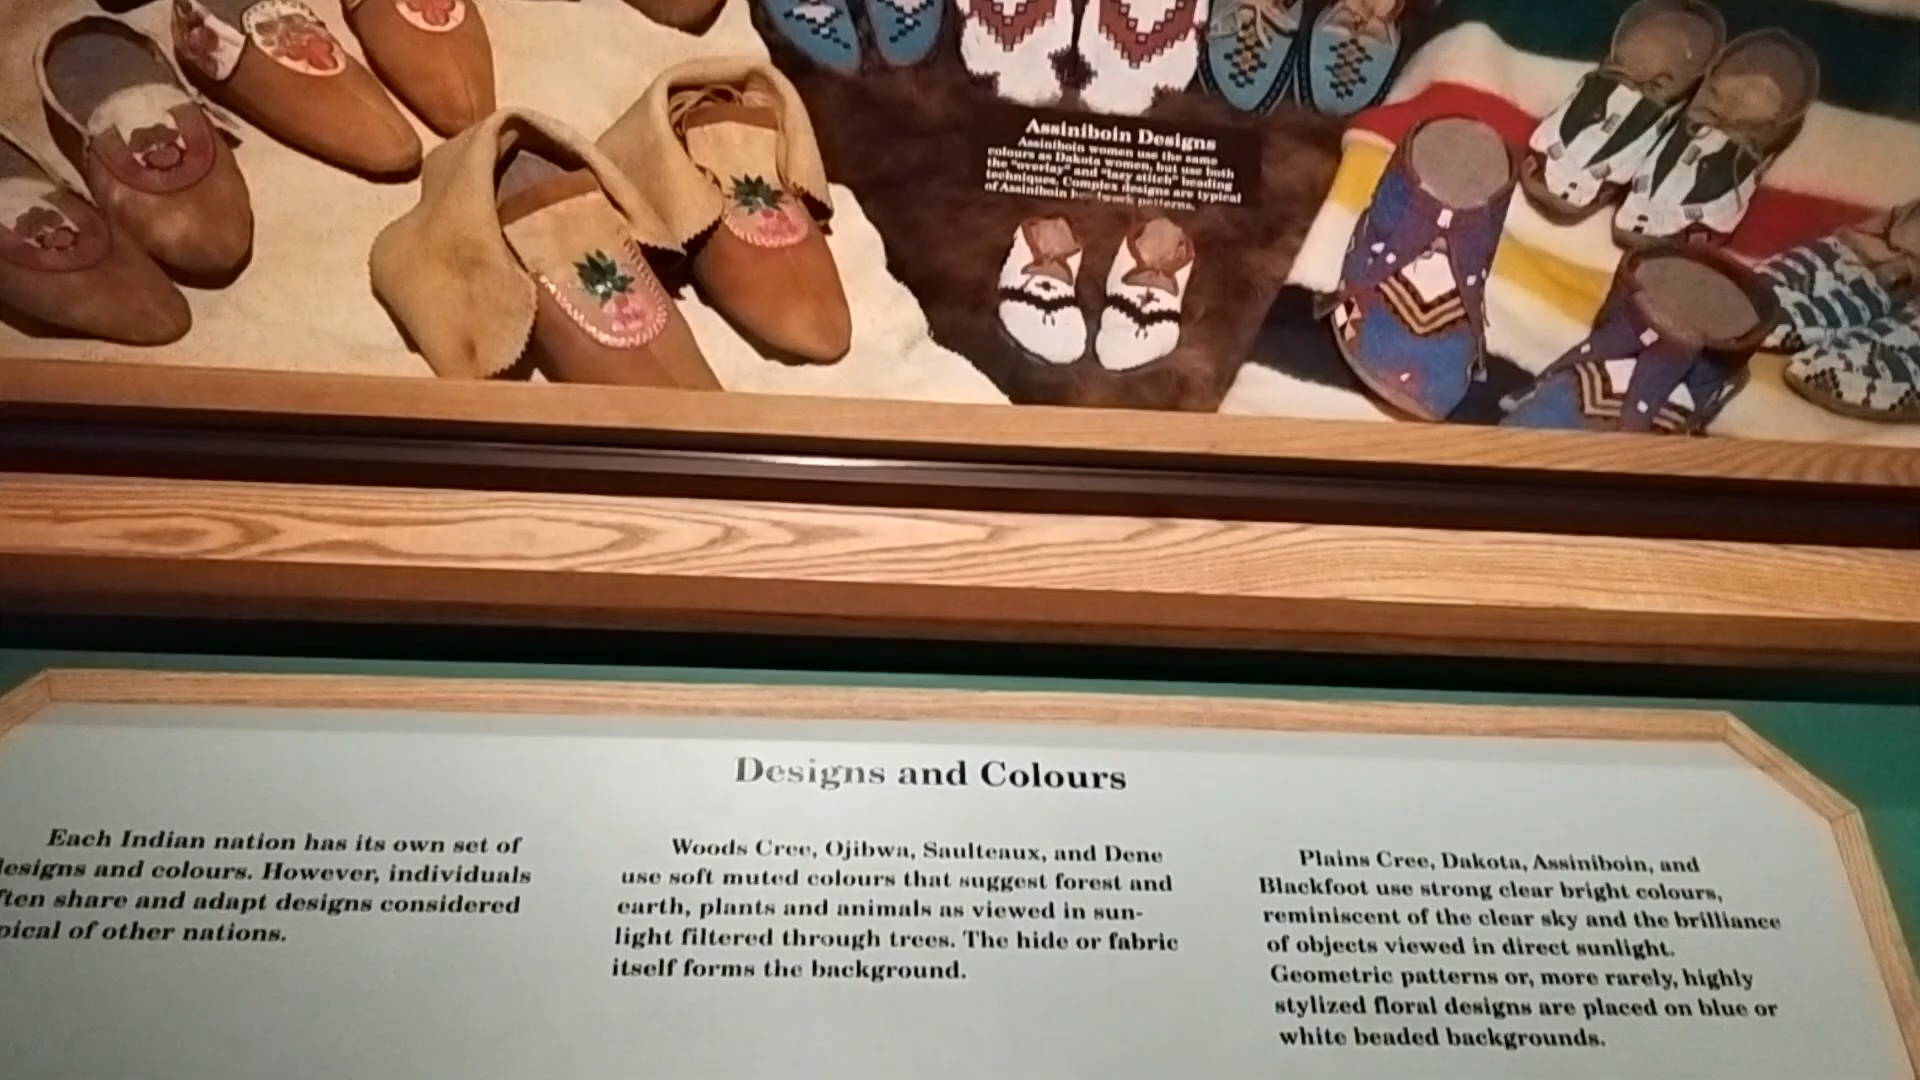 Assiniboin Designs
Assiniboin women use the same
colours as Dakota women, but use both
the "overlay" and "lazy stitch" beading
techniques. Complex designs are typical
of Assiniboin beadwork patterns.
Designs and Colours
Each Indian nation has its own set of
designs and colours. However, individuals
ften share and adapt designs considered
pical of other nations.
Woods Cree, Ojibwa, Saulteaux, and Dene
use soft muted colours that suggest forest and
earth, plants and animals as viewed in sun-
light filtered through trees. The hide or fabric
itself forms the background.
Plains Cree, Dakota, Assiniboin, and
Blackfoot use strong clear bright colours,
reminiscent of the clear sky and the brilliance
of objects viewed in direct sunlight.
Geometric patterns or, more rarely, highly
stylized floral designs are placed on blue or
white beaded backgrounds.